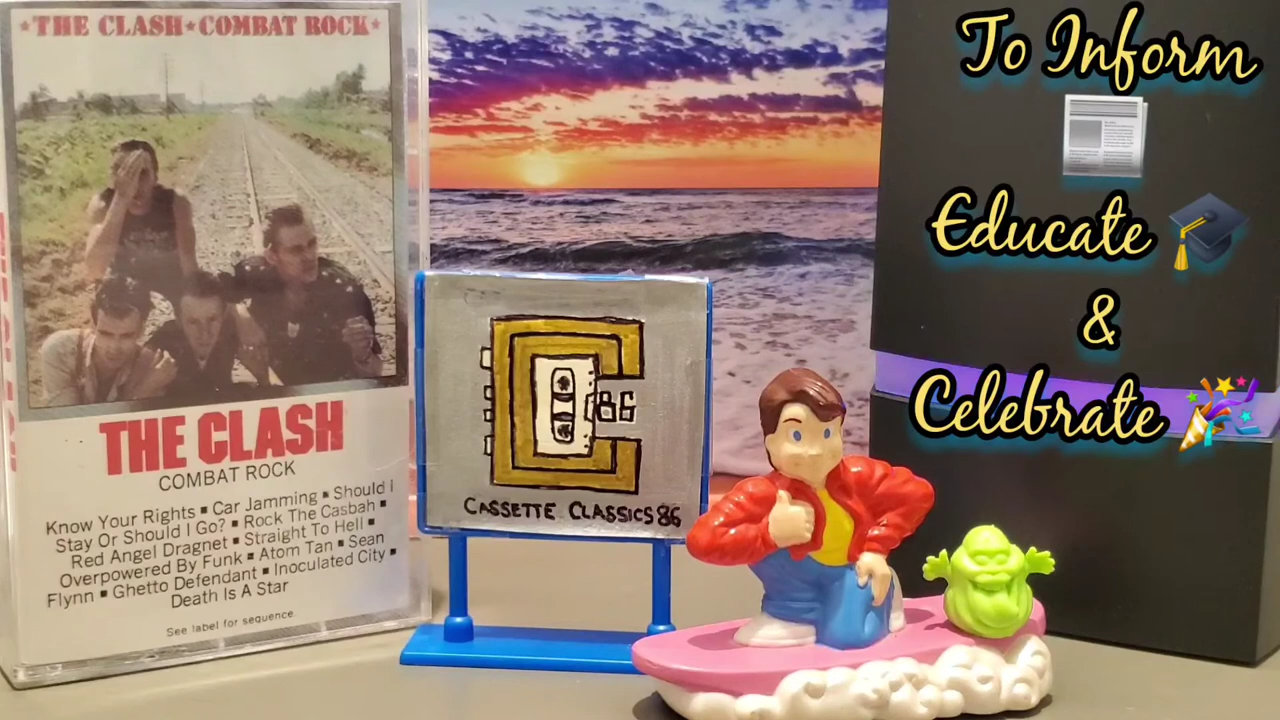 ★THE CLASH★COMBAT ROCK★
THE CLASH
COMBAT ROCK
Know Your Rights ▪ Car Jamming ▪ Should I
Stay Or Should I Go? ▪ Rock The Casbah ▪
Red Angel Dragnet ▪ Straight To Hell ▪
Overpowered By Funk ▪ Atom Tan ▪ Sean
Flynn ▪ Ghetto Defendant ▪ Inoculated City ▪
Death Is A Star
See label for sequence.
C86
CASSETTE CLASSICS 86
To Inform
Educate
&
Celebrate